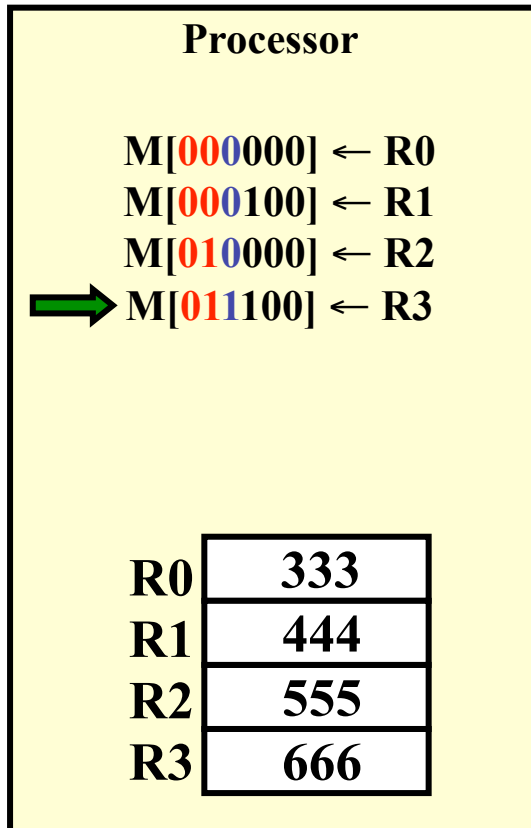 Processor
M[000000] ← R0
M[000100] ← R1
M[010000] ← R2
M[011100] ← R3
R0 333
R1 444
R2 555
R3 666